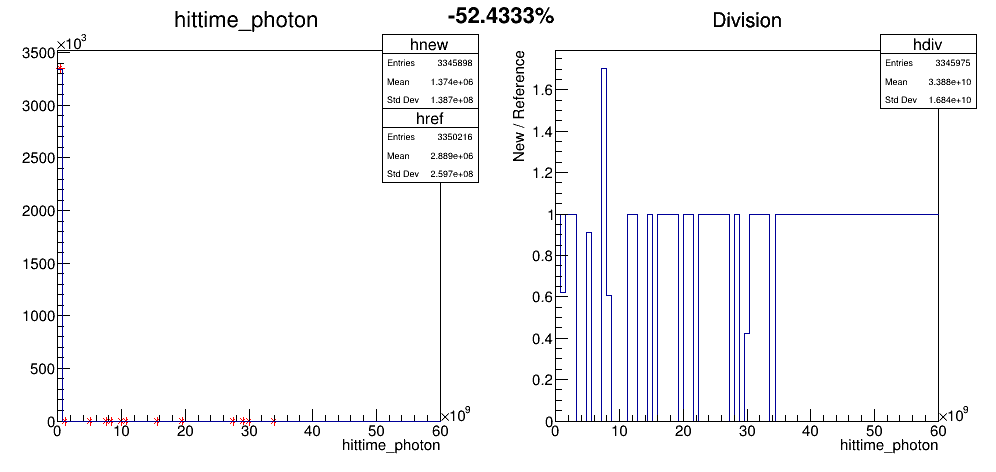 -52.4333%
hittime_photon
×10³
hnew
Entries 3345898
Mean 1.374e+06
Std Dev 1.387e+08
href
Entries 3350216
Mean 2.889e+06
Std Dev 2.597e+08
3500
3000
2500
2000
1500
1000
500
0
0 10 20 30 40 50 60
×10⁹
hittime_photon
Division
hdiv
Entries 3345975
Mean 3.388e+10
Std Dev 1.684e+10
New / Reference
1.6
1.4
1.2
1
0.8
0.6
0.4
0.2
0
0 10 20 30 40 50 60
×10⁹
hittime_photon